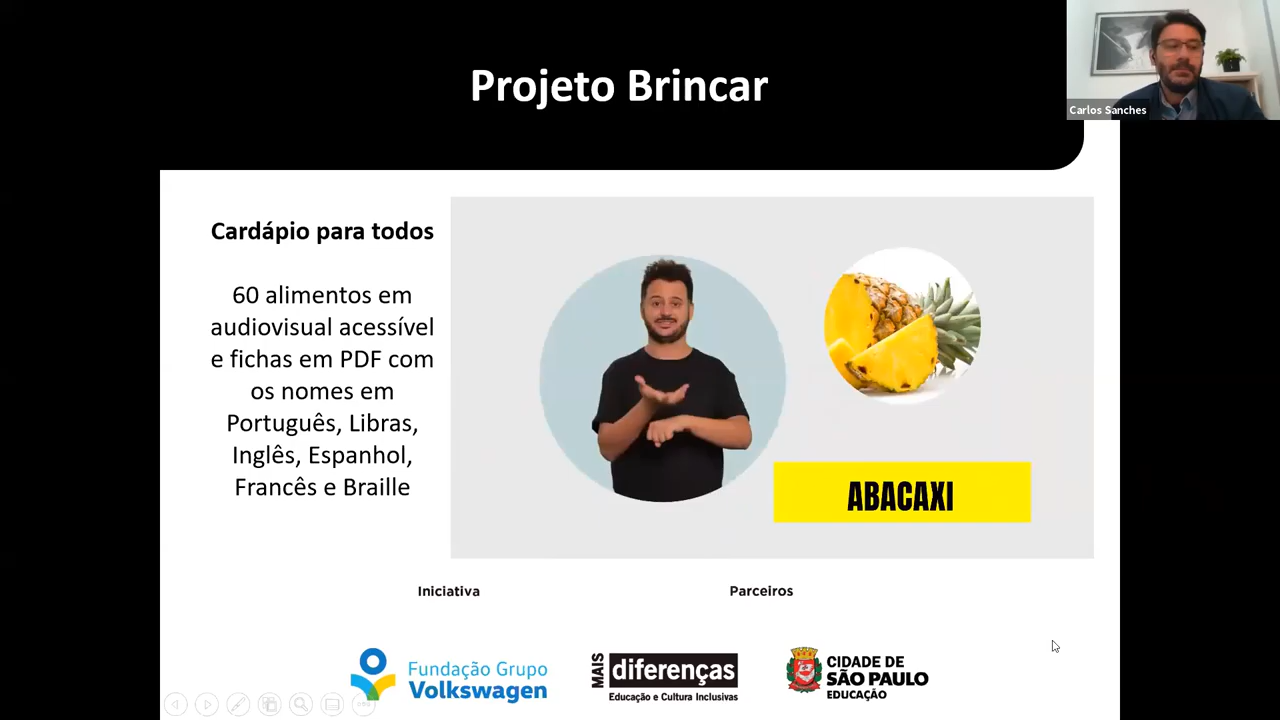 Projeto Brincar
Carlos Sanches
Cardápio para todos
60 alimentos em
audiovisual acessível
e fichas em PDF com
os nomes em
Português, Libras,
Inglês, Espanhol,
Francês e Braille
ABACAXI
Iniciativa
Parceiros
Fundação Grupo
Volkswagen
MAIS
diferenças
Educação e Cultura Inclusivas
CIDADE DE
SÃO PAULO
EDUCAÇÃO